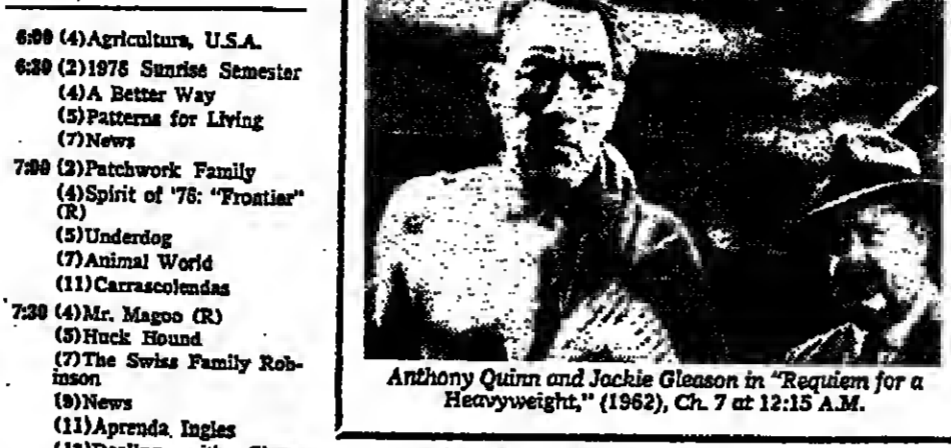 6:00 (4)Agriculture, U.S.A.
6:30 (2)1976 Sunrise Semester
(4)A Better Way
(5)Patterns for Living
(7)News
7:00 (2)Patchwork Family
(4)Spirit of '76: "Frontier"
(R)
(5)Underdog
(7)Animal World
(11)Carrascolendas
7:30 (4)Mr. Magoo (R)
(5)Huck Hound
(7)The Swiss Family Rob-
inson
(9)News
(11)Aprenda Ingles
Anthony Quinn and Jackie Gleason in "Requiem for a
Heavyweight," (1962), Ch. 7 at 12:15 A.M.